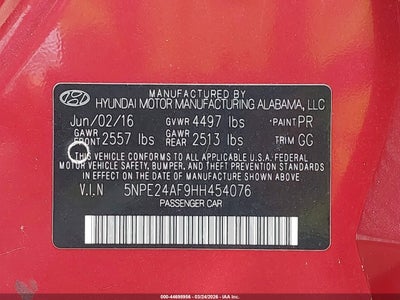 MANUFACTURED BY
HYUNDAI MOTOR MANUFACTURING ALABAMA, LLC
Jun/02/16 GVWR 4497 lbs *PAINT PR
GAWR FRONT 2557 lbs GAWR REAR 2513 lbs TRIM GG
THIS VEHICLE CONFORMS TO ALL APPLICABLE U.S. FEDERAL
MOTOR VEHICLE SAFETY, BUMPER, AND THEFT PREVENTION STANDARDS
IN EFFECT ON THE DATE OF MANUFACTURE SHOWN ABOVE.
V.I.N 5NPE24AF9HH454076
PASSENGER CAR
000-44698956 - 03/24/2026 - IAA Inc.